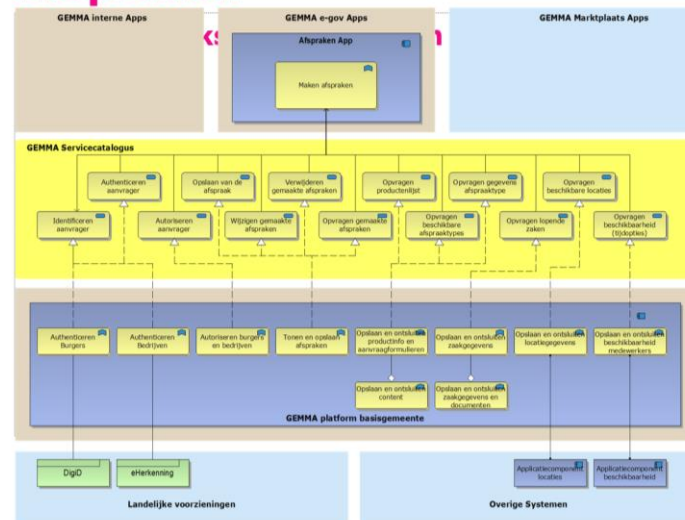 GEMMA interne Apps
GEMMA e-gov Apps
GEMMA Marktplaats Apps
Afspraken App
Maken afspraken
GEMMA Servicecatalogus
Authenticeren
aanvrager
Opslaan van de
afspraak
Verwijderen
gemaakte afspraken
Opvragen
productenlijst
Opvragen gegevens
afspraaktype
Opvragen
beschikbare locaties
Identificeren
aanvrager
Autoriseren
aanvrager
Wijzigen gemaakte
afspraken
Opvragen gemaakte
afspraken
Opvragen
beschikbare
afspraaktypes
Opvragen lopende
zaken
Opvragen
beschikbaarheid
(tijdopties)
Authenticeren
Burgers
Authenticeren
Bedrijven
Autoriseren burgers
en bedrijven
Tonen en opslaan
afspraken
Opslaan en ontsluiten
productinfo en
aanvraagformulieren
Opslaan en ontsluiten
zaakgegevens
Opslaan en ontsluiten
locatiegegevens
Opslaan en ontsluiten
beschikbaarheid
medewerkers
Opslaan en ontsluiten
content
Opslaan en ontsluiten
zaakgegevens en
documenten
GEMMA platform basisgemeente
DigiD
eHerkenning
Applicatiecomponent
locaties
Applicatiecomponent
beschikbaarheid
Landelijke voorzieningen
Overige Systemen